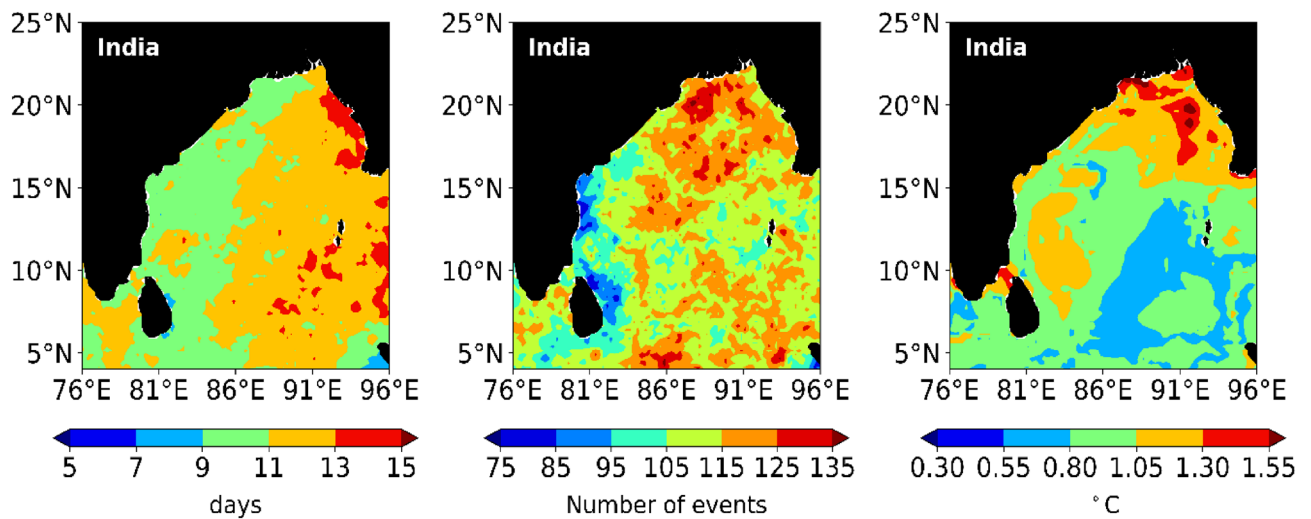 25°N
20°N
15°N
10°N
5°N
India
76°E 81°E 86°E 91°E 96°E
5 7 9 11 13 15
days
25°N
20°N
15°N
10°N
5°N
India
76°E 81°E 86°E 91°E 96°E
75 85 95 105 115 125 135
Number of events
25°N
20°N
15°N
10°N
5°N
India
76°E 81°E 86°E 91°E 96°E
0.30 0.55 0.80 1.05 1.30 1.55
°C